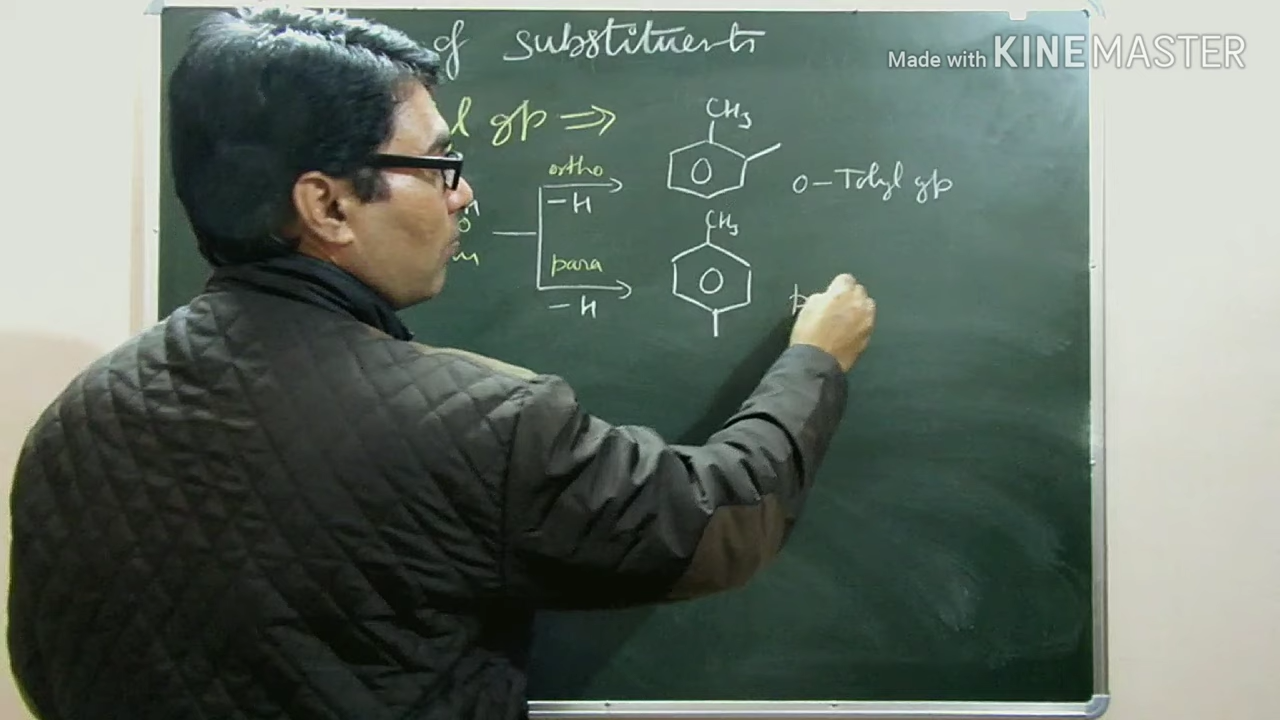 of substituents
Made with KINEMASTER
gp ⇒
CH₃
ortho
-H
o-Tolyl gp
CH₃
para
-H
p